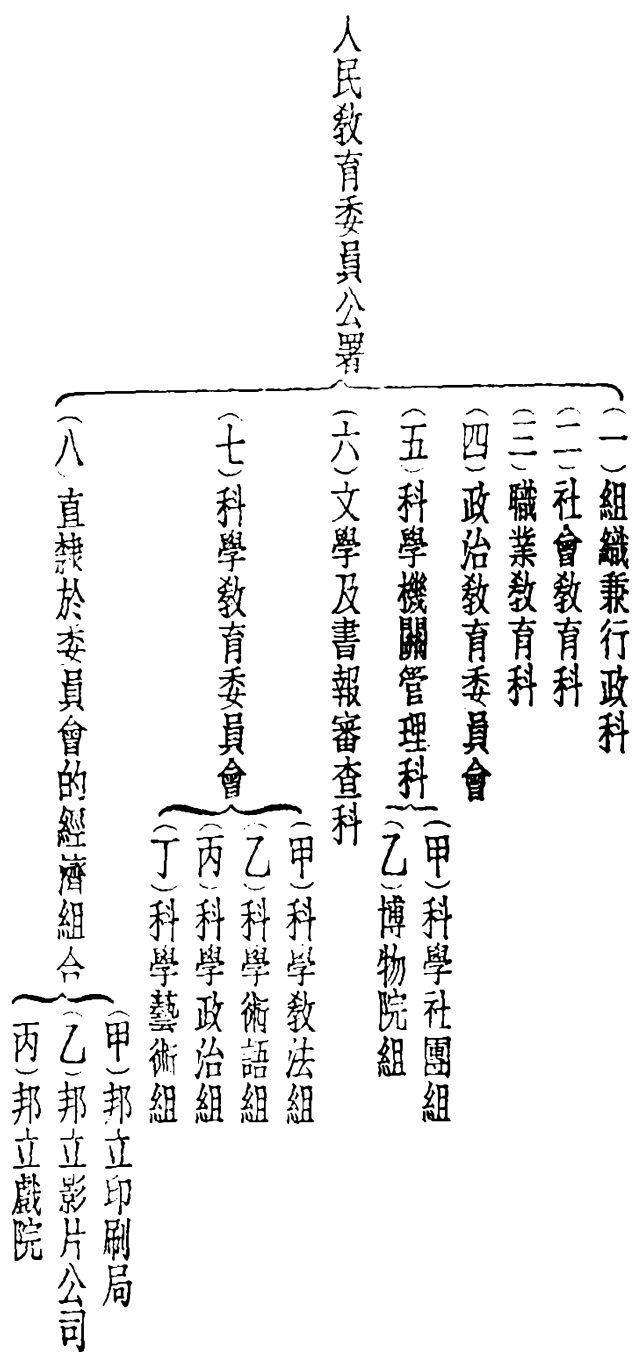 人民敎育委員公署
(一)組織兼行政科
(二)社會敎育科
(三)職業敎育科
(四)政治敎育委員會
(五)科學機關管理科
(甲)科學社團組
(乙)博物院組
(六)文學及書報審查科
(七)科學敎育委員會
(甲)科學敎法組
(乙)科學術語組
(丙)科學政治組
(丁)科學藝術組
(八)直隸於委員會的經濟組合
(甲)邦立印刷局
(乙)邦立影片公司
(丙)邦立戲院